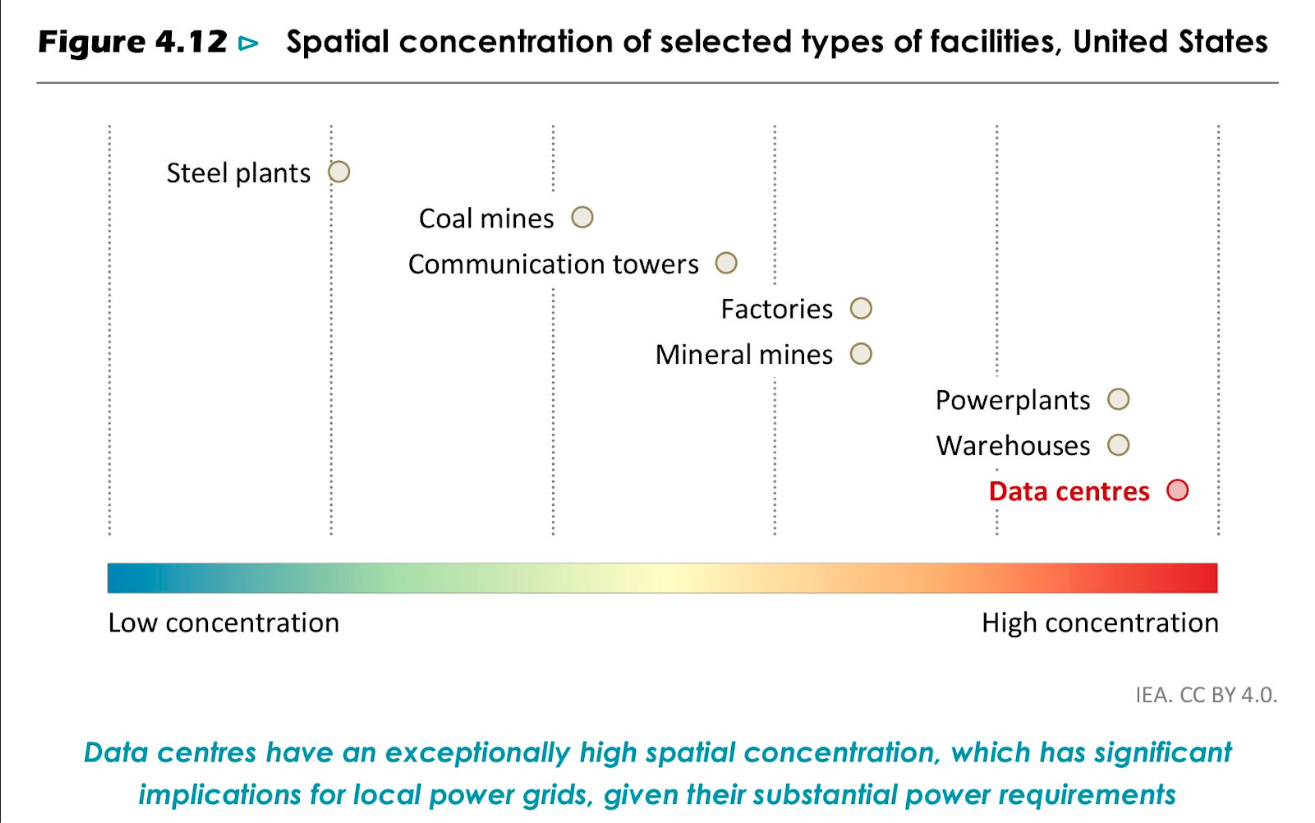 Figure 4.12 ▷ Spatial concentration of selected types of facilities, United States
Steel plants
Coal mines
Communication towers
Factories
Mineral mines
Powerplants
Warehouses
Data centres
Low concentration
High concentration
IEA. CC BY 4.0.
Data centres have an exceptionally high spatial concentration, which has significant
implications for local power grids, given their substantial power requirements